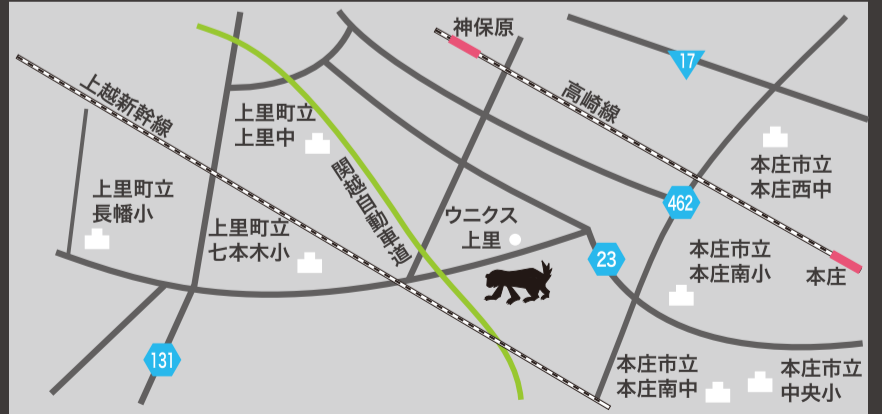 神保原
17
上越新幹線
高崎線
上里町立
上里中
本庄市立
本庄西中
関越自動車道
上里町立
長幡小
462
ウニクス
上里
上里町立
七本木小
本庄市立
本庄南小
23
本庄
131
本庄市立
本庄南中
本庄市立
中央小